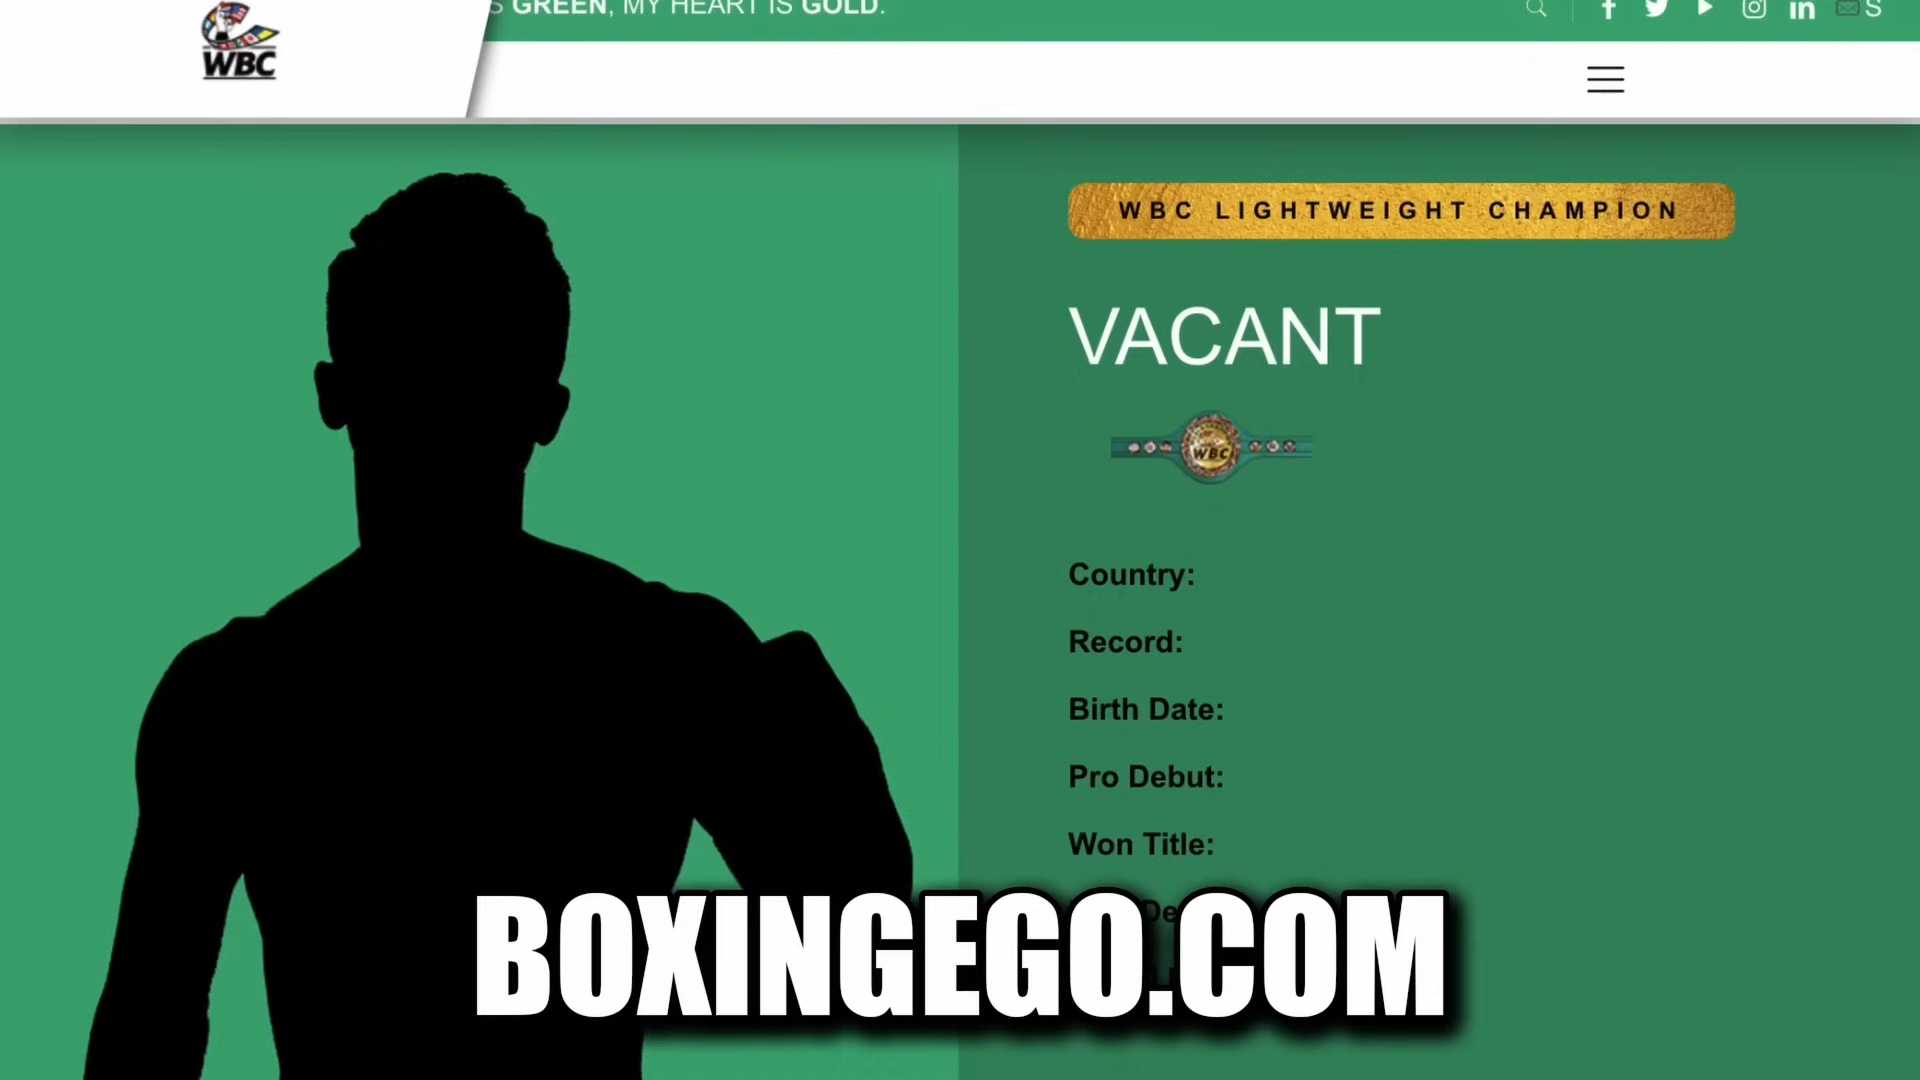 GREEN, MY HEART IS GOLD.
S
WBC
WBC LIGHTWEIGHT CHAMPION
VACANT
WBC
Country:
Record:
Birth Date:
Pro Debut:
Won Title:
BOXINGEGO.COM